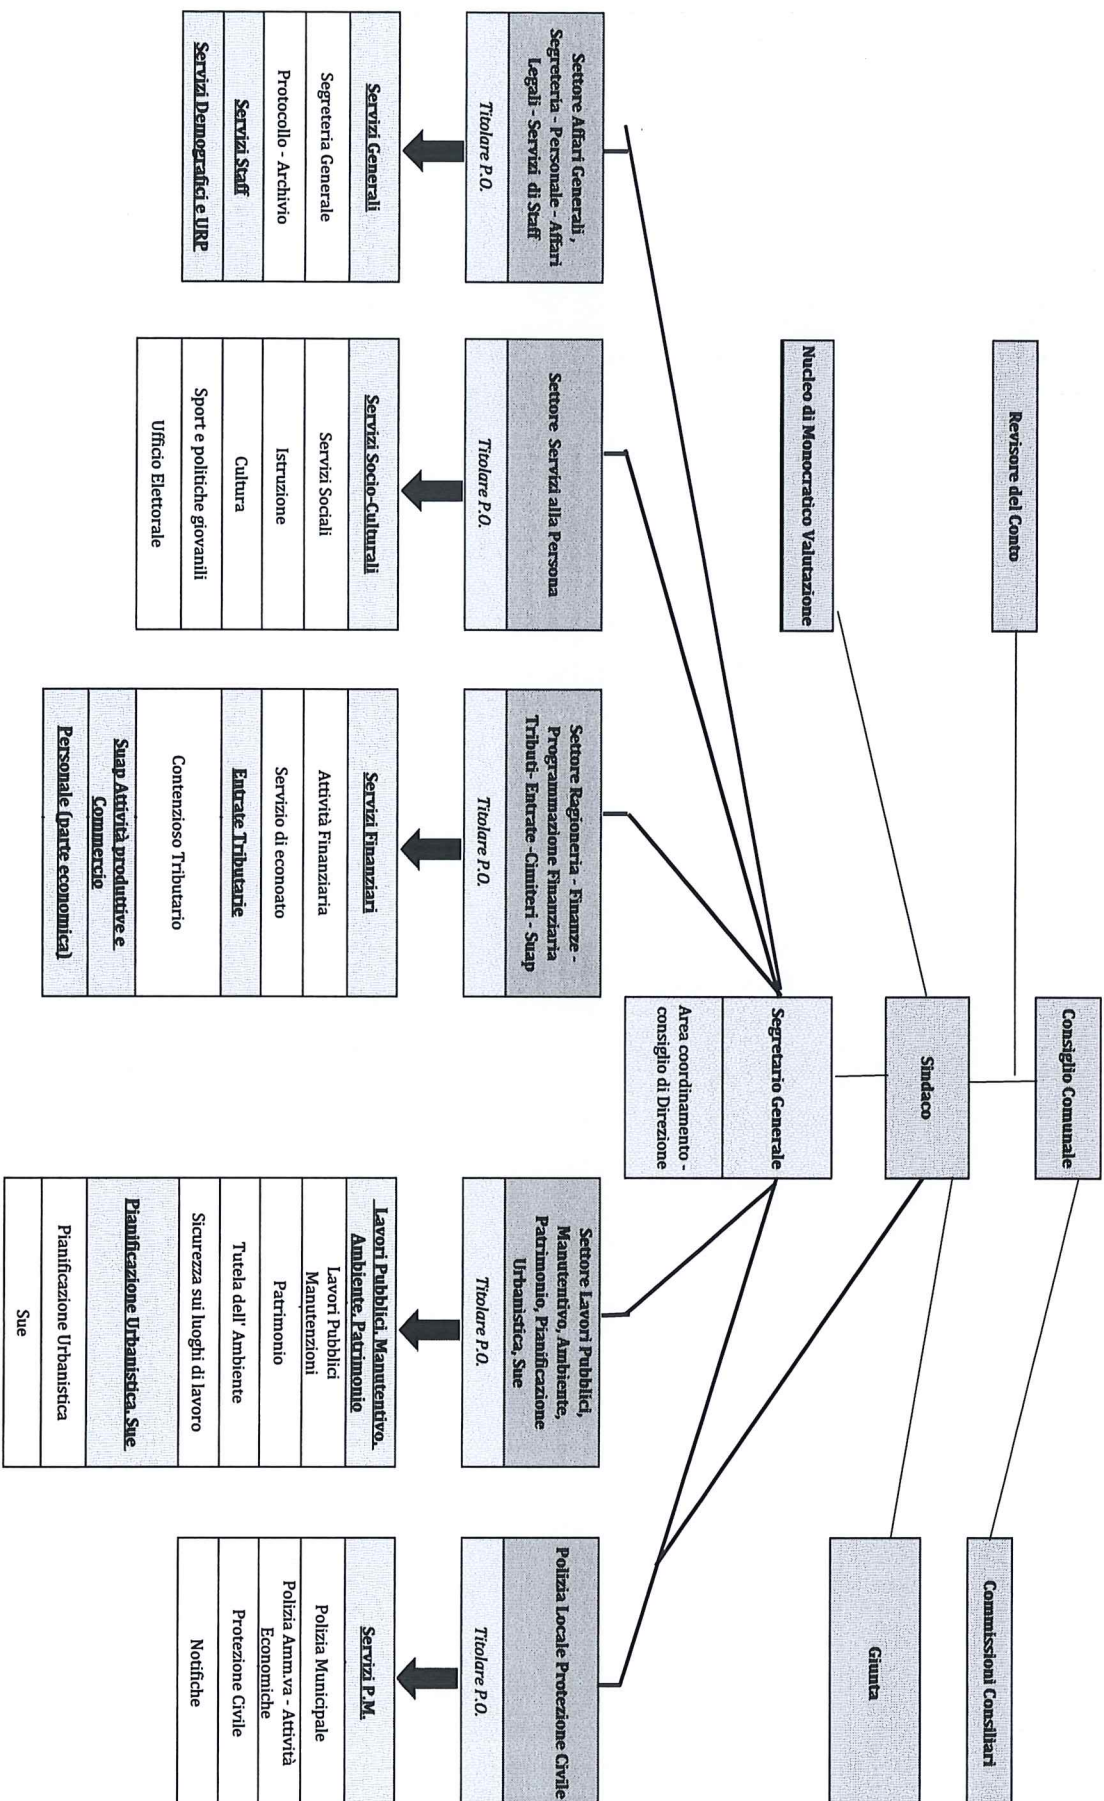 Consiglio Comunale
Revisore del Conto
Commissioni Consiliari
Sindaco
Giunta
Nucleo di Monocratico Valutazione
Segretario Generale
Area coordinamento -
consiglio di Direzione
Settore Affari Generali ,
Segreteria - Personale - Affari
Legali - Servizi di Staff
Titolare P.O.
Servizi Generali
Segreteria Generale
Protocollo - Archivio
Servizi Staff
Servizi Demografici e URP
Settore Servizi alla Persona
Titolare P.O.
Servizi Socio-Culturali
Servizi Sociali
Istruzione
Cultura
Sport e politiche giovanili
Ufficio Elettorale
Settore Ragioneria - Finanze -
Programmazione Finanziaria
Tributi- Entrate -Cimiteri - Suap
Titolare P.O.
Servizi Finanziari
Attività Finanziaria
Servizio di econoato
Entrate Tributarie
Contenzioso Tributario
Suap Attività produttive e
Commercio
Personale (parte economica)
Settore Lavori Pubblici,
Manutentivo, Ambiente,
Patrimonio, Pianificazione
Urbanistica, Sue
Titolare P.O.
Lavori Pubblici, Manutentivo,
Ambiente, Patrimonio
Lavori Pubblici
Manutenzioni
Patrimonio
Tutela dell' Ambiente
Sicurezza sui luoghi di lavoro
Pianificazione Urbanistica, Sue
Pianificazione Urbanistica
Sue
Polizia Locale Protezione Civile
Titolare P.O.
Servizi P.M.
Polizia Municipale
Polizia Amm.va - Attività
Economiche
Protezione Civile
Notifiche